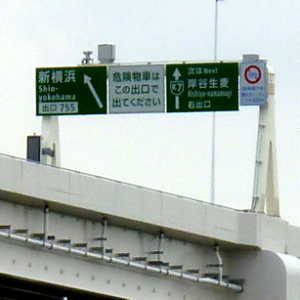 新横浜
Shin-
yokohama
出口 755
危険物車は
この出口で
出てください
次は Next
K7
岸谷生麦
Kishiya-namamugi
右出口